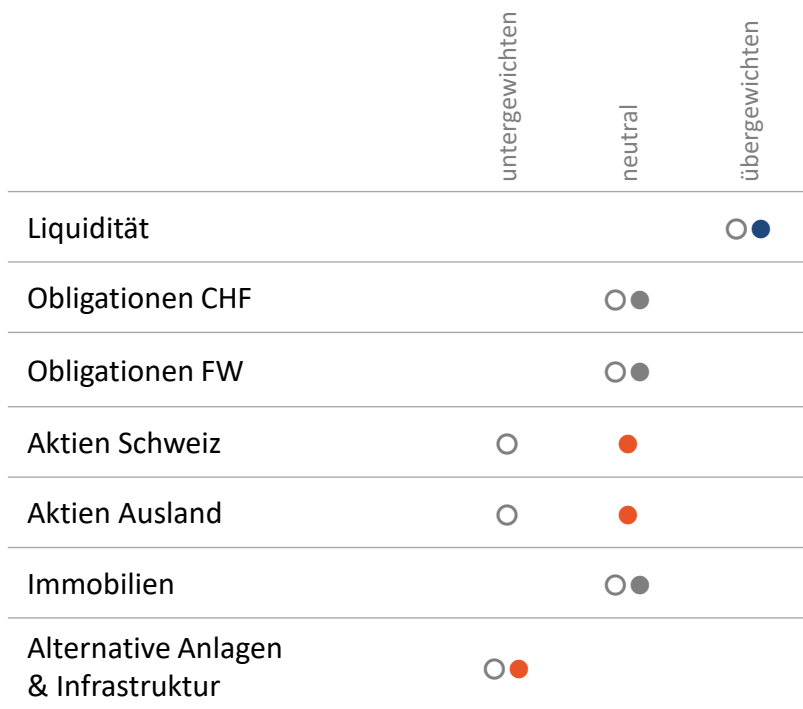 untergewichten
neutral
übergewichten
Liquidität
Obligationen CHF
Obligationen FW
Aktien Schweiz
Aktien Ausland
Immobilien
Alternative Anlagen
& Infrastruktur